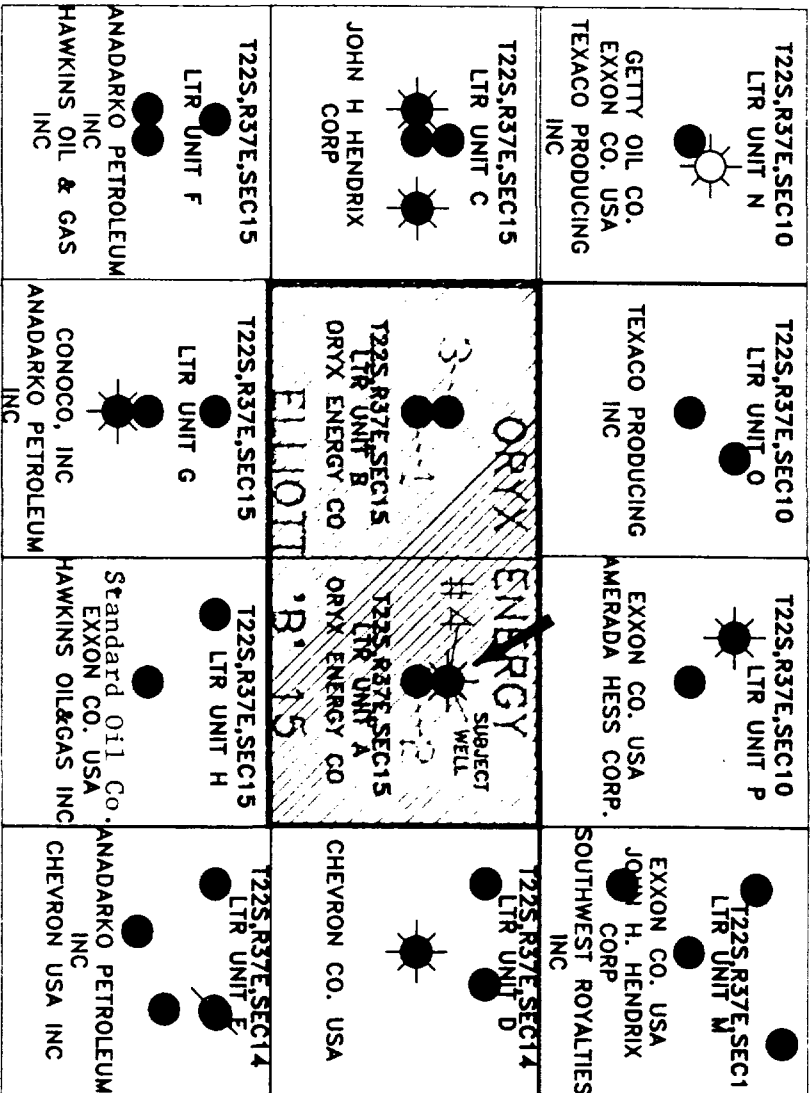 T22S,R37E,SEC1
LTR UNIT M
EXXON CO. USA
JOHN H. HENDRIX
CORP
SOUTHWEST ROYALTIES
INC
T22S,R37E,SEC14
LTR UNIT D
CHEVRON CO. USA
T22S,R37E,SEC14
LTR UNIT E
ANADARKO PETROLEUM
INC
CHEVRON USA INC
T22S,R37E,SEC10
LTR UNIT P
EXXON CO. USA
AMERADA HESS CORP.
ORYX ENERGY
SUBJECT
WELL
#4
2
T22S,R37E,SEC15
LTR UNIT A
ORYX ENERGY CO
T22S,R37E,SEC15
LTR UNIT H
Standard Oil Co.
EXXON CO. USA
HAWKINS OIL&GAS INC
T22S,R37E,SEC10
LTR UNIT O
TEXACO PRODUCING
INC
3
1
T22S,R37E,SEC15
LTR UNIT B
ORYX ENERGY CO
ELLIOTT 'B' 15
T22S,R37E,SEC15
LTR UNIT G
CONOCO, INC
ANADARKO PETROLEUM
INC
T22S,R37E,SEC10
LTR UNIT N
GETTY OIL CO.
EXXON CO. USA
TEXACO PRODUCING
INC
T22S,R37E,SEC15
LTR UNIT C
JOHN H HENDRIX
CORP
T22S,R37E,SEC15
LTR UNIT F
ANADARKO PETROLEUM
INC
HAWKINS OIL & GAS
INC